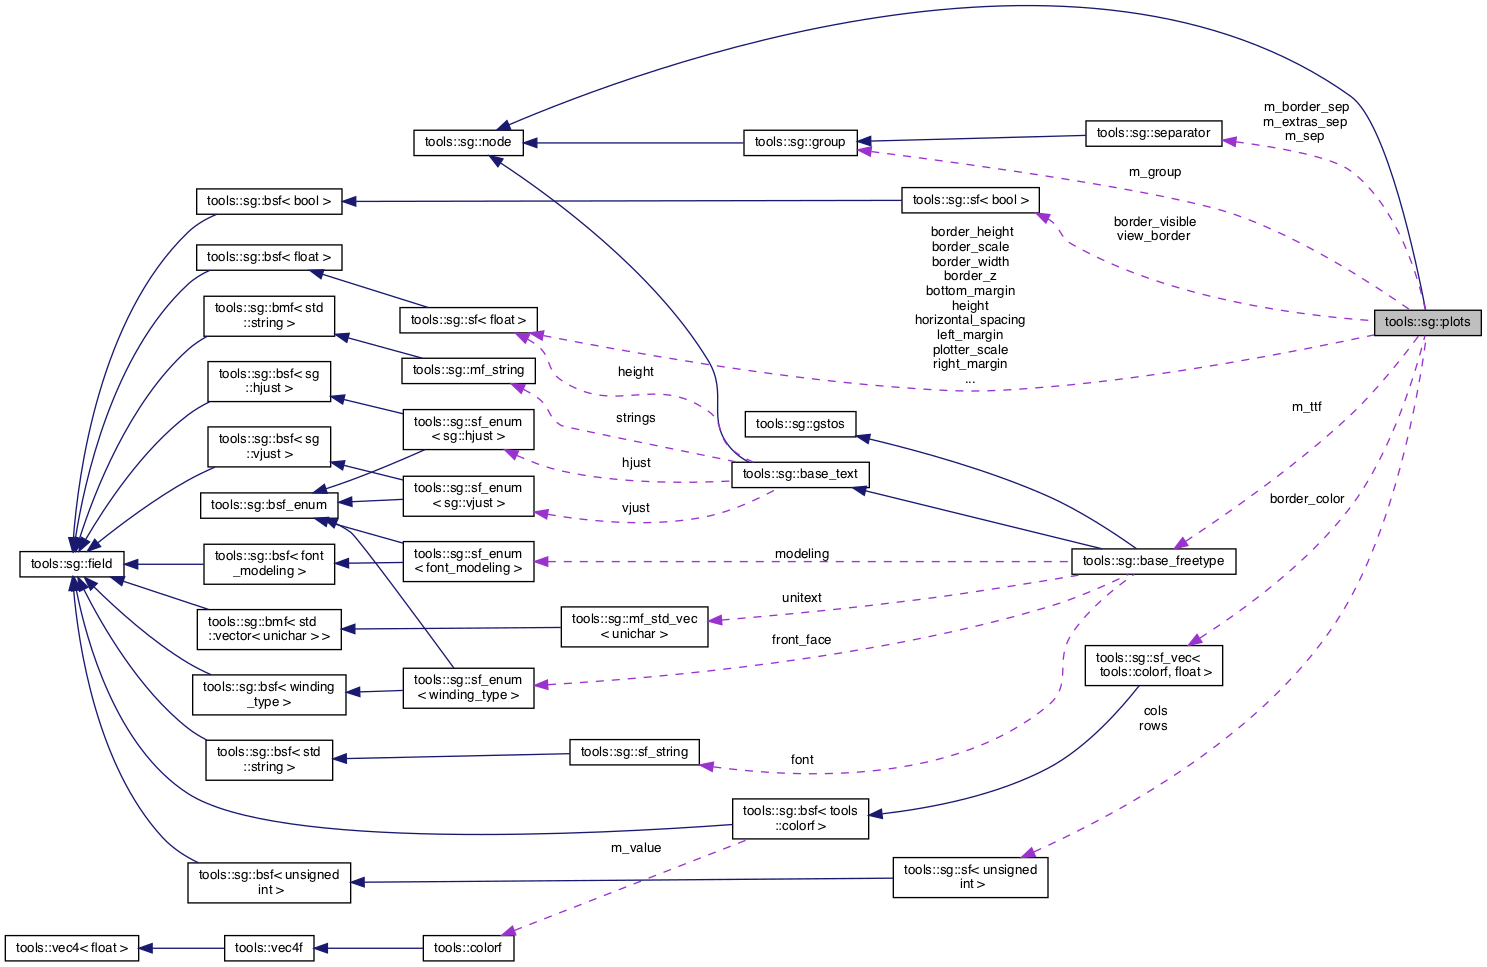 m_border_sep
m_extras_sep
m_sep
tools::sg::node
tools::sg::group
tools::sg::separator
m_group
tools::sg::bsf< bool >
tools::sg::sf< bool >
border_visible
view_border
tools::sg::bsf< float >
border_height
border_scale
border_width
border_z
bottom_margin
height
horizontal_spacing
left_margin
plotter_scale
right_margin
...
tools::sg::plots
tools::sg::bmf< std
::string >
tools::sg::sf< float >
tools::sg::mf_string
height
tools::sg::bsf< sg
::hjust >
tools::sg::sf_enum
< sg::hjust >
strings
tools::sg::gstos
m_ttf
tools::sg::bsf< sg
::vjust >
hjust
tools::sg::base_text
tools::sg::sf_enum
< sg::vjust >
vjust
border_color
tools::sg::bsf_enum
tools::sg::field
tools::sg::bsf< font
_modeling >
tools::sg::sf_enum
< font_modeling >
modeling
tools::sg::base_freetype
unitext
tools::sg::bmf< std
::vector< unichar > >
tools::sg::mf_std_vec
< unichar >
front_face
tools::sg::sf_vec<
tools::colorf, float >
tools::sg::bsf< winding
_type >
tools::sg::sf_enum
< winding_type >
cols
rows
tools::sg::bsf< std
::string >
tools::sg::sf_string
font
tools::sg::bsf< tools
::colorf >
m_value
tools::sg::bsf< unsigned
int >
tools::sg::sf< unsigned
int >
tools::vec4< float >
tools::vec4f
tools::colorf